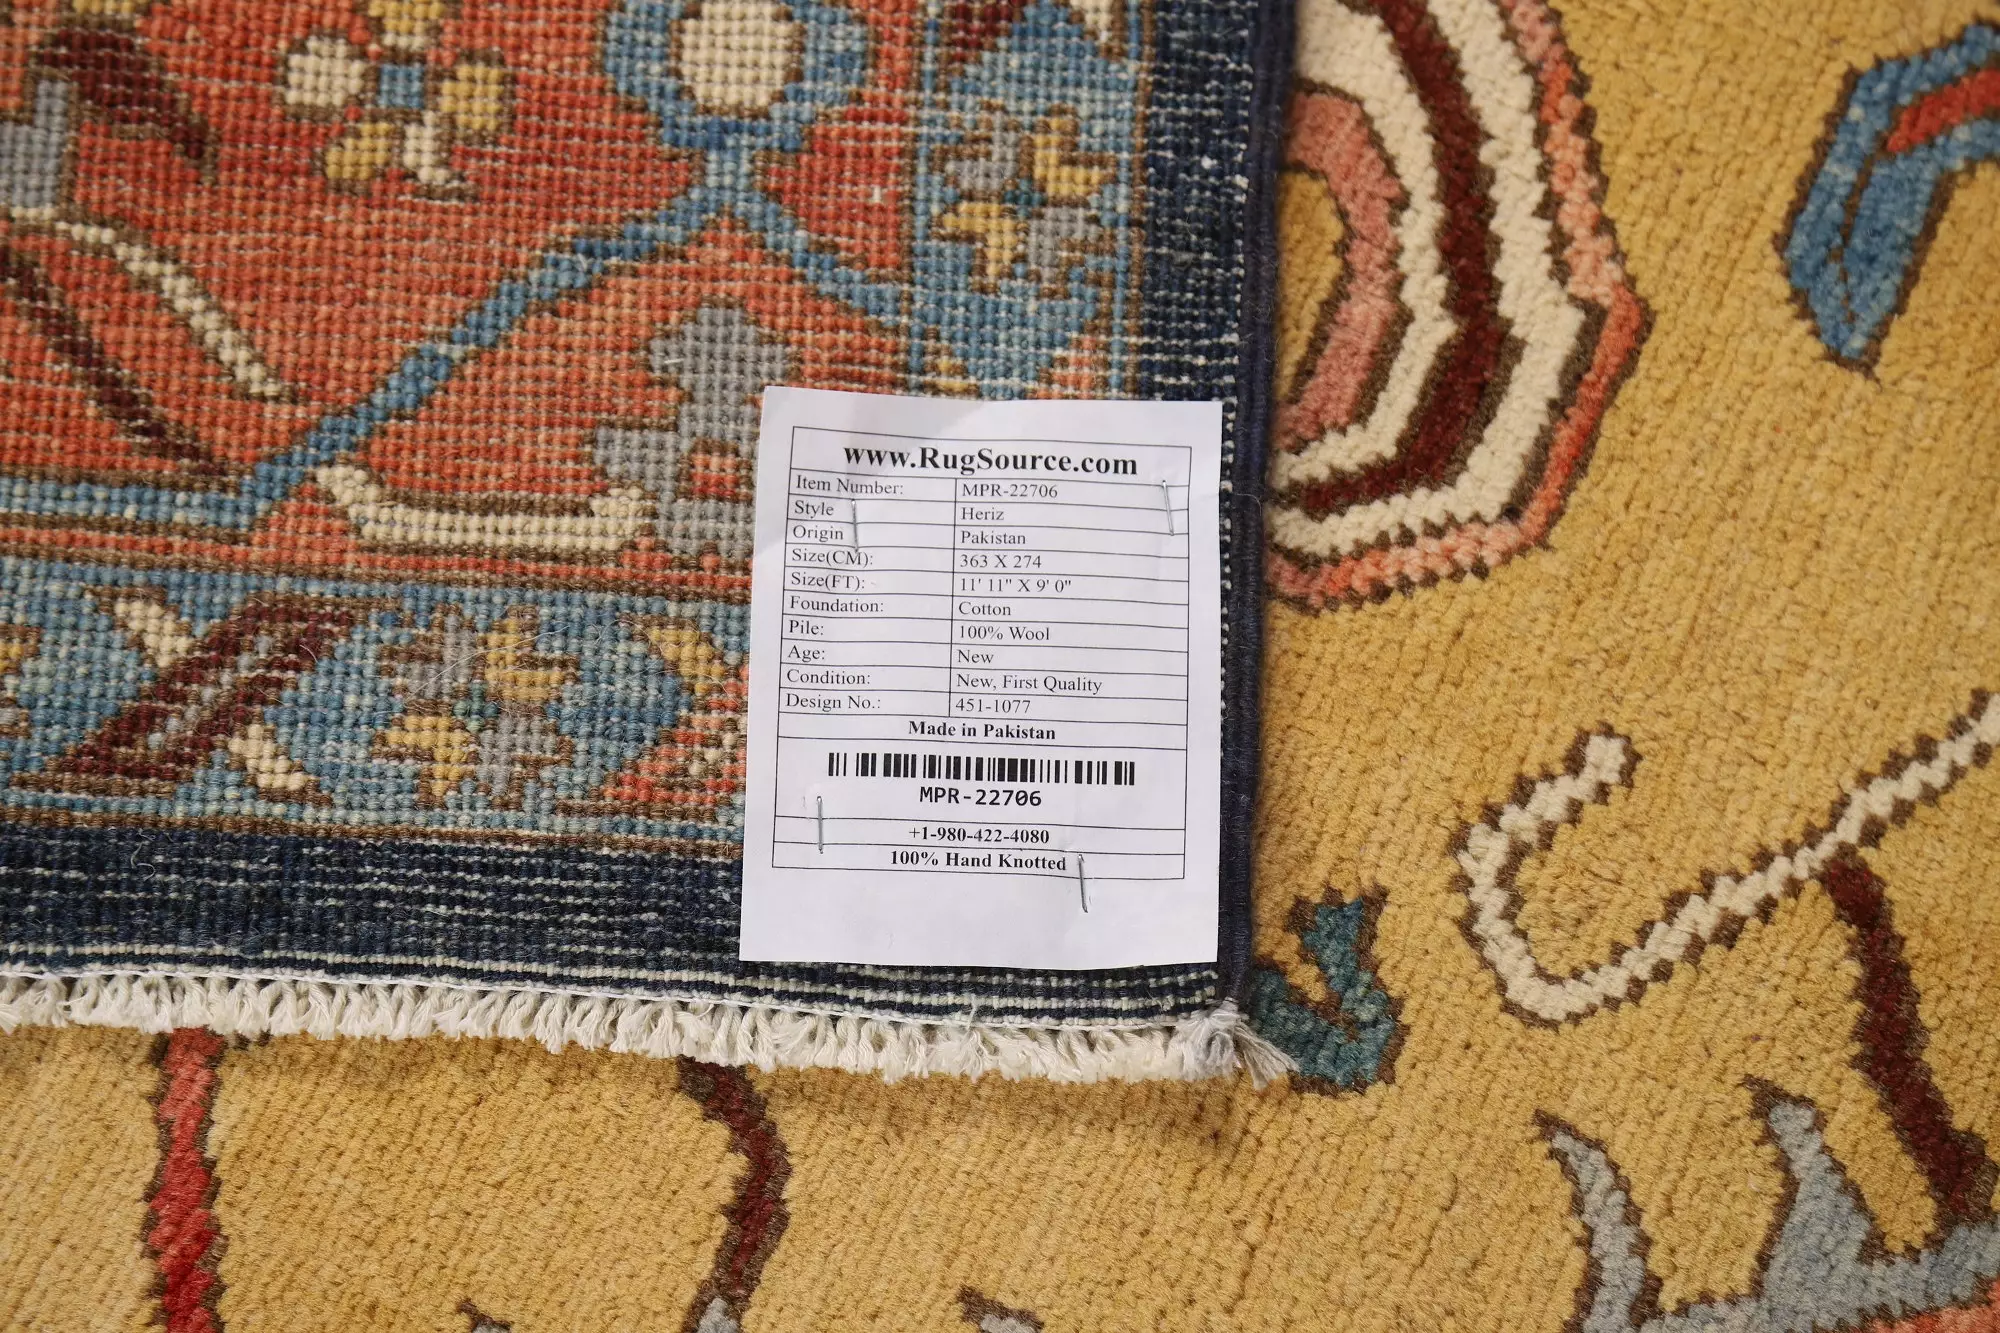 www.RugSource.com
Item Number: MPR-22706
Style Heriz
Origin Pakistan
Size(CM): 363 X 274
Size(FT): 11' 11" X 9' 0"
Foundation: Cotton
Pile: 100% Wool
Age: New
Condition: New, First Quality
Design No.: 451-1077
Made in Pakistan
MPR-22706
+1-980-422-4080
100% Hand Knotted